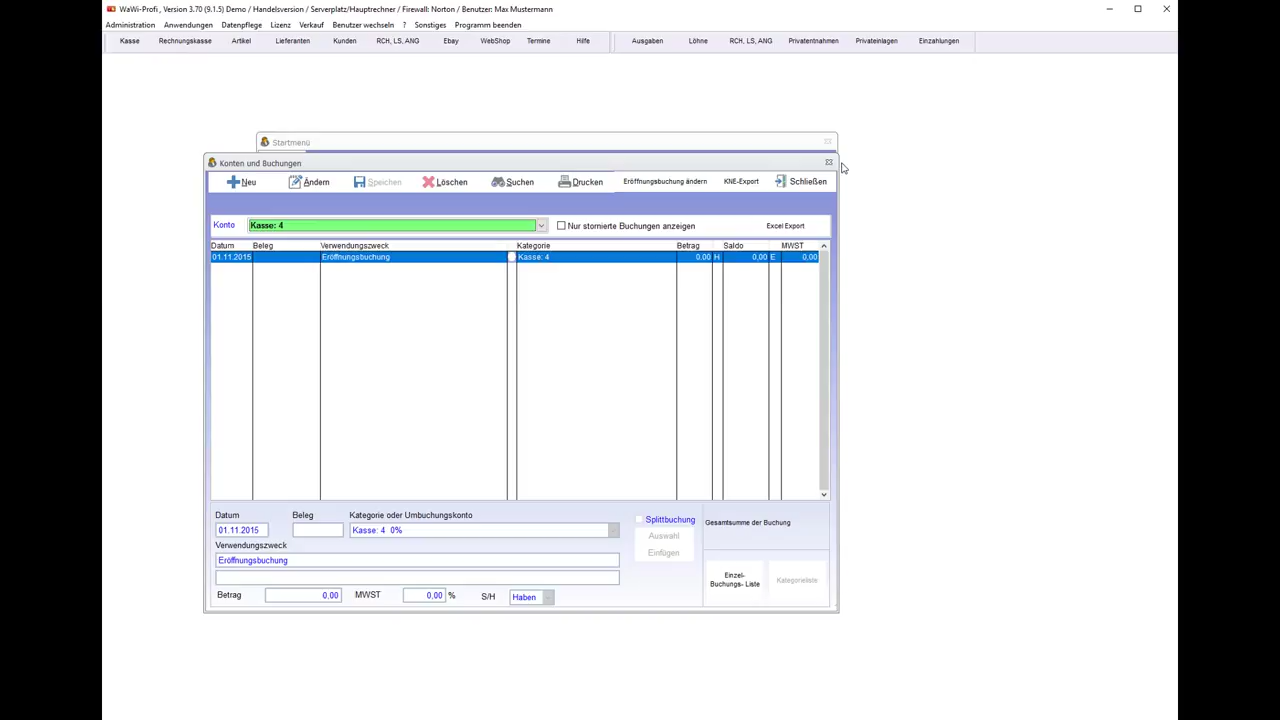 WaWi-Profi , Version 3.70 (9.1.5) Demo / Handelsversion / Serverplatz/Hauptrechner / Firewall: Norton / Benutzer: Max Mustermann
Administration Anwendungen Datenpflege Lizenz Verkauf Benutzer wechseln ? Sonstiges Programm beenden
Kasse Rechnungskasse Artikel Lieferanten Kunden RCH, LS, ANG Ebay WebShop Termine Hilfe Ausgaben Löhne RCH, LS, ANG Privatentnahmen Privateinlagen Einzahlungen
Startmenü
Konten und Buchungen
Neu Ändern Speichen Löschen Suchen Drucken Eröffnungsbuchung ändern KNE-Export Schließen
Konto Kasse: 4 Nur stornierte Buchungen anzeigen Excel Export
Datum Beleg Verwendungszweck Kategorie Betrag Saldo MWST
01.11.2015 Eröffnungsbuchung Kasse: 4 0.00 H 0,00 E 0,00
Datum Beleg Kategorie oder Umbuchungskonto Splittbuchung Gesamtsumme der Buchung
01.11.2015 Kasse: 4 0% Auswahl
Verwendungszweck Einfügen
Eröffnungsbuchung
Einzel-
Buchungs- Liste Kategorieliste
Betrag 0.00 MWST 0,00 % S/H Haben